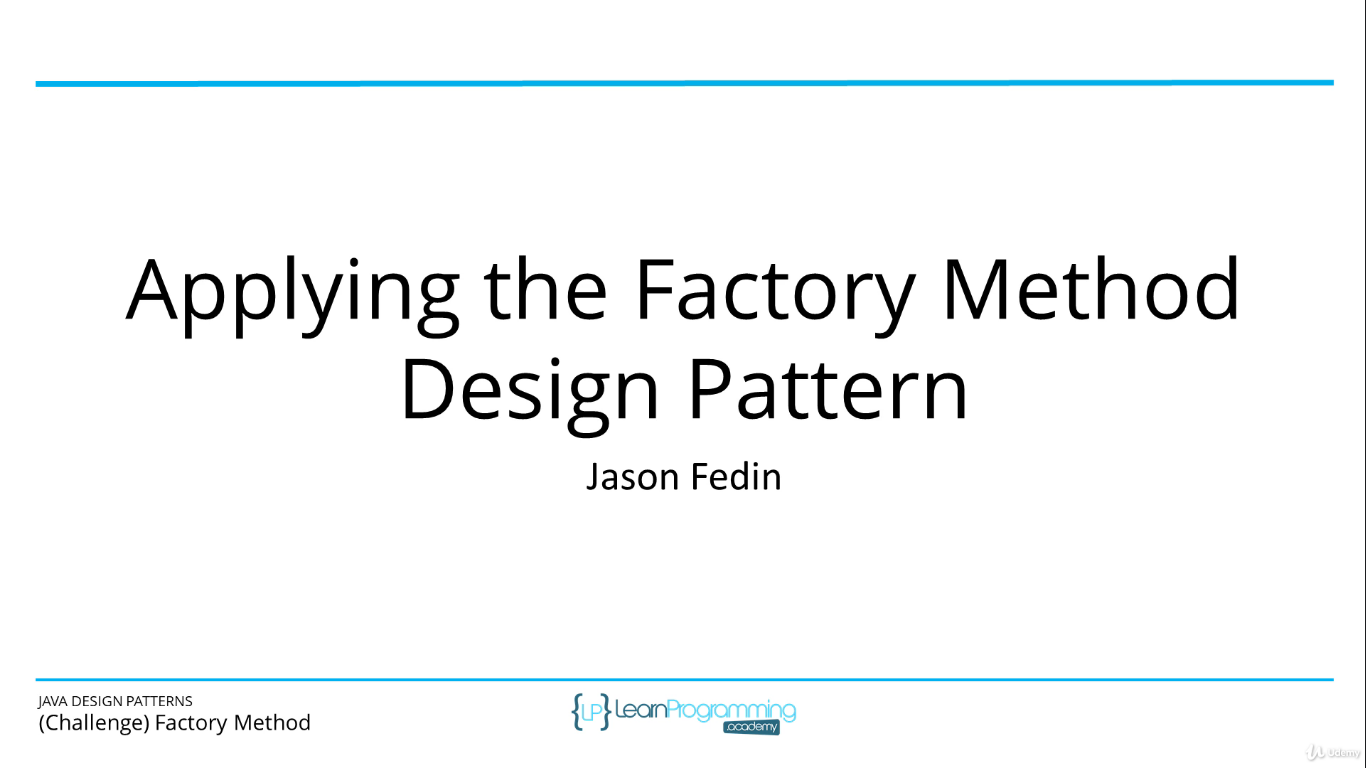 Applying the Factory Method
Design Pattern
Jason Fedin
JAVA DESIGN PATTERNS
(Challenge) Factory Method
{LP} LearnProgramming
.academy
Udemy